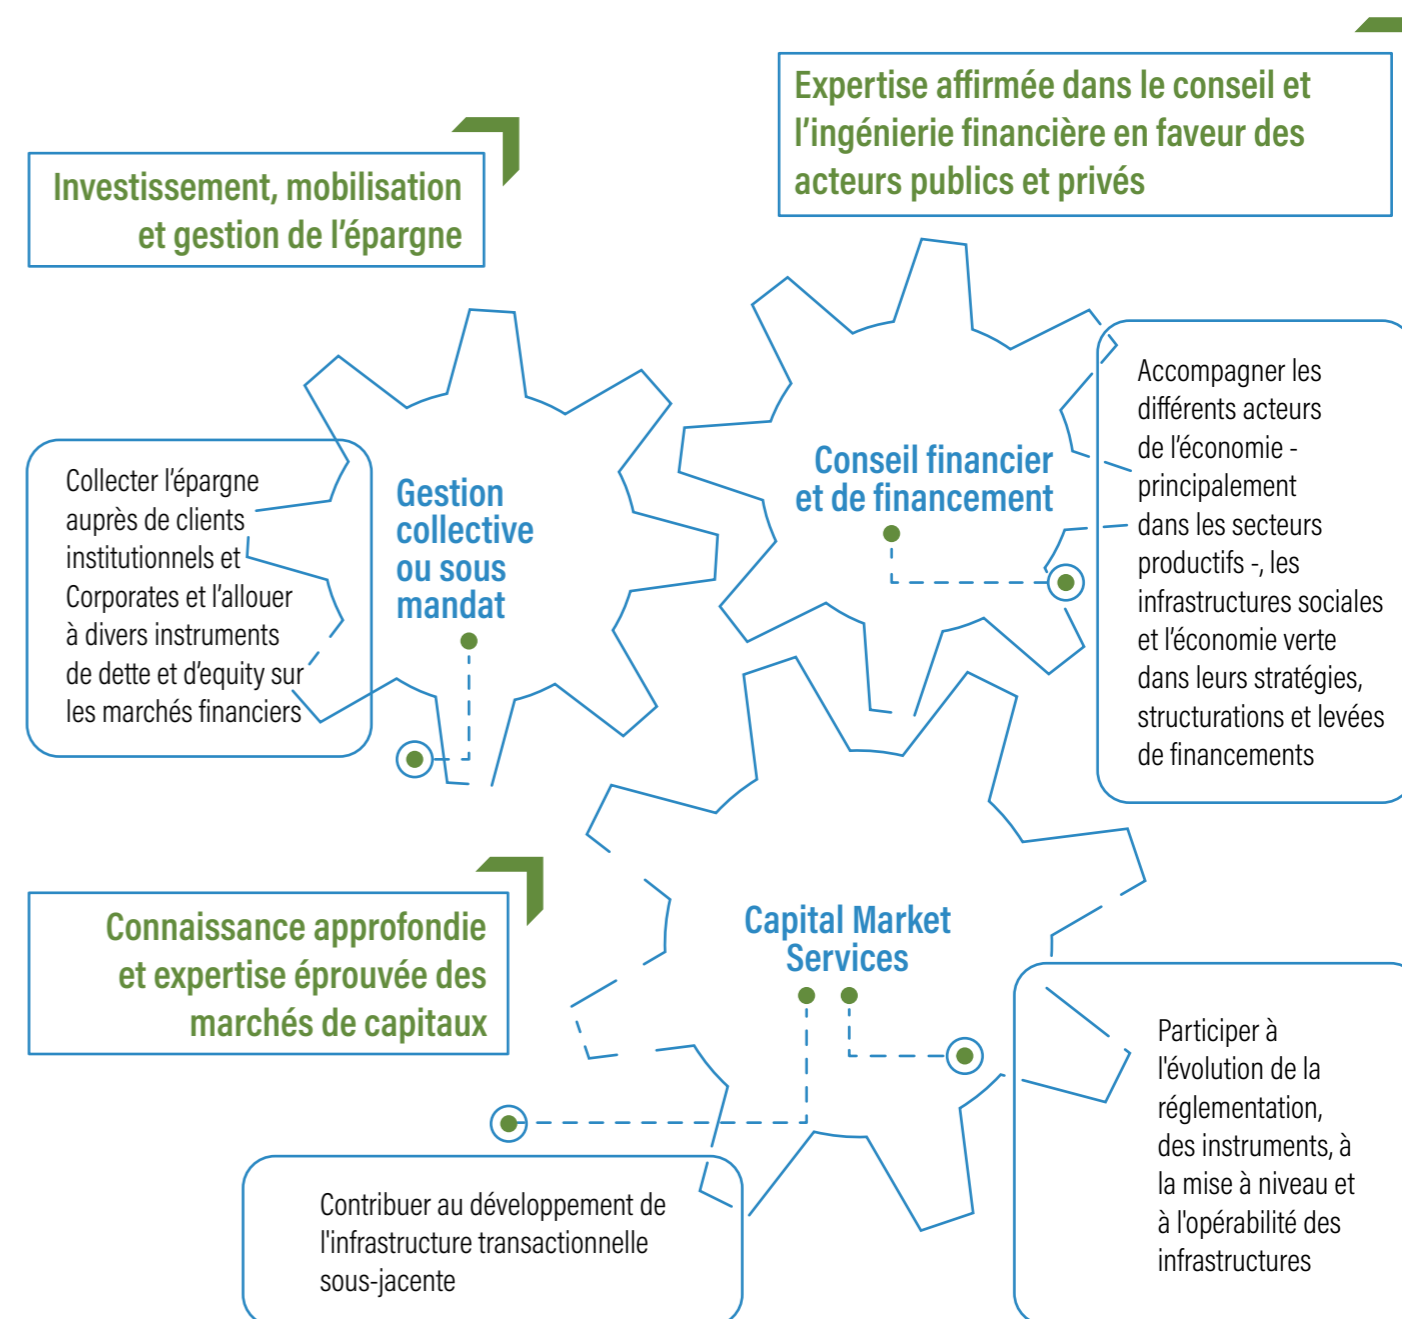 Expertise affirmée dans le conseil et
l’ingénierie financière en faveur des
acteurs publics et privés
Investissement, mobilisation
et gestion de l’épargne
Conseil financier
et de financement
Accompagner les
différents acteurs
de l’économie -
principalement
dans les secteurs
productifs -, les
infrastructures sociales
et l’économie verte
dans leurs stratégies,
structurations et levées
de financements
Gestion
collective
ou sous
mandat
Collecter l’épargne
auprès de clients
institutionnels et
Corporates et l’allouer
à divers instruments
de dette et d’equity sur
les marchés financiers
Connaissance approfondie
et expertise éprouvée des
marchés de capitaux
Capital Market
Services
Participer à
l'évolution de la
réglementation,
des instruments, à
la mise à niveau et
à l'opérabilité des
infrastructures
Contribuer au développement de
l'infrastructure transactionnelle
sous-jacente